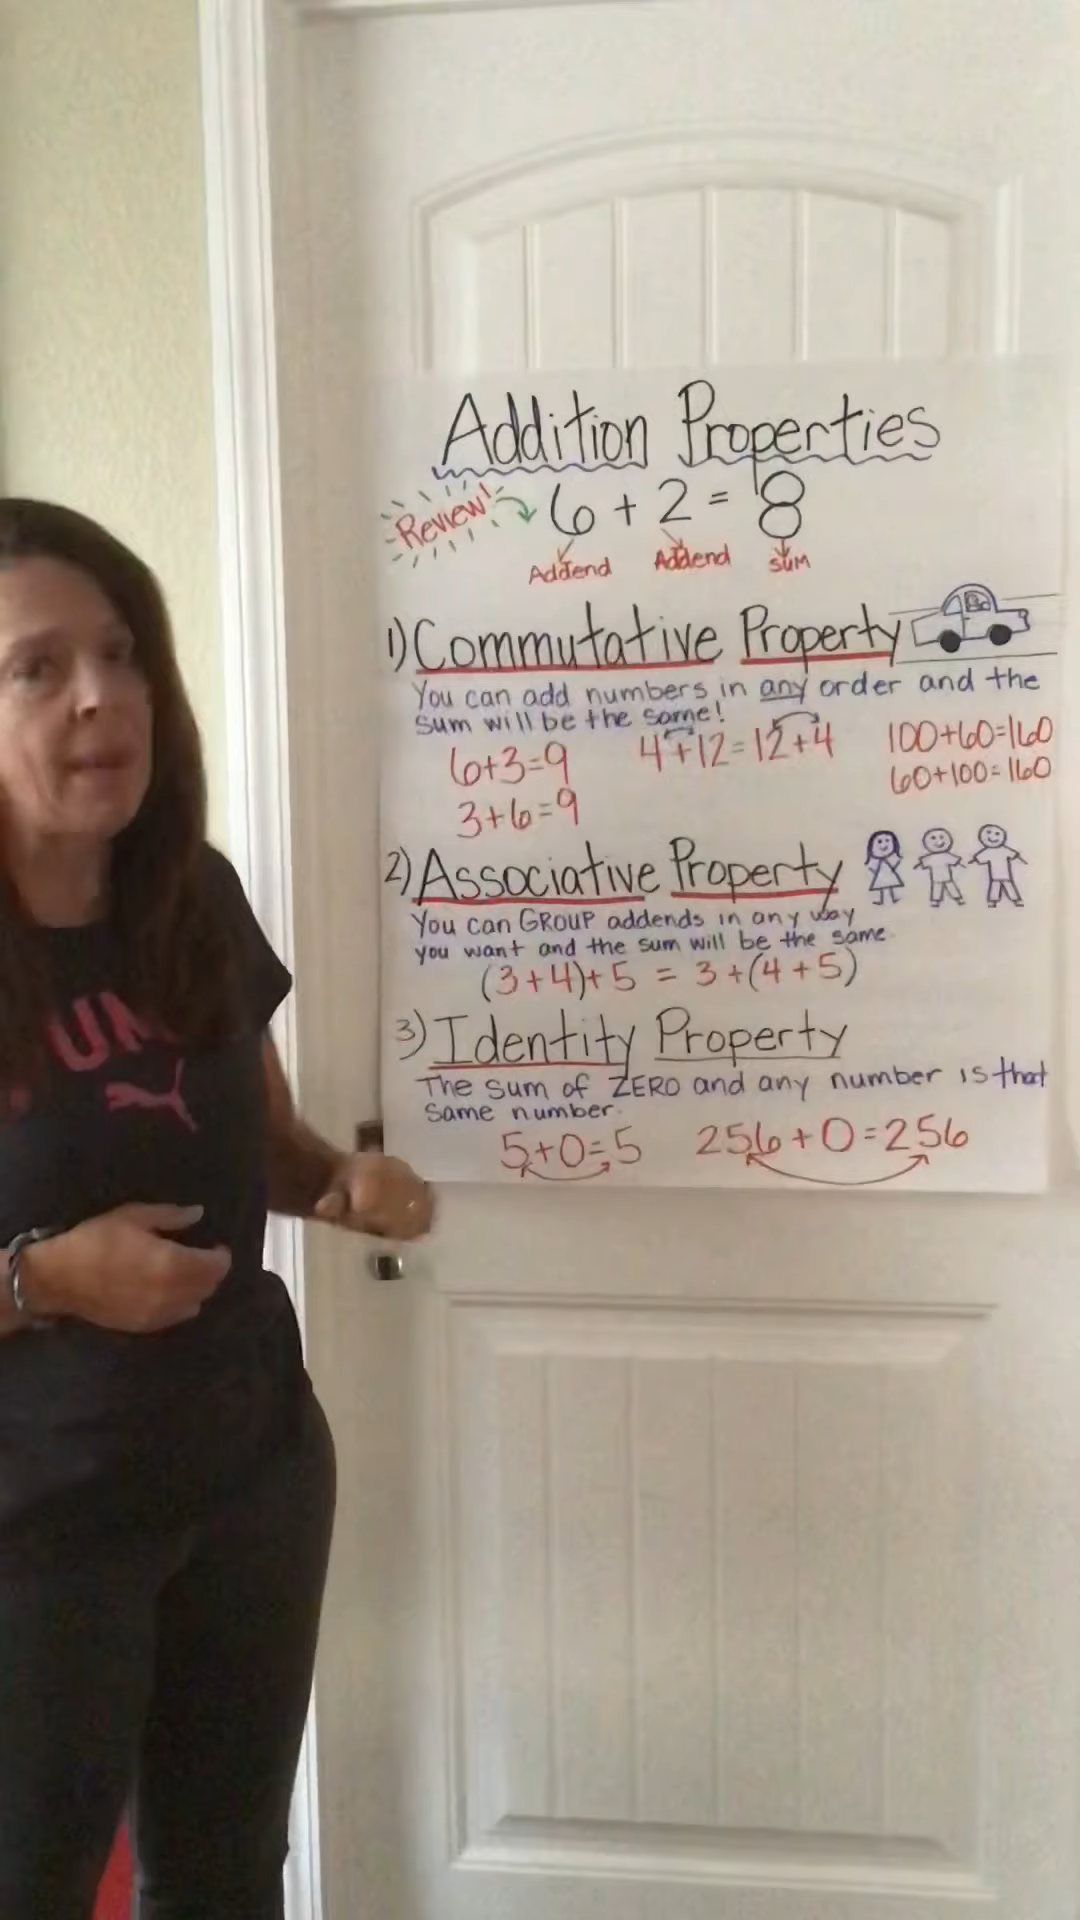 Addition Properties
Review! 6 + 2 = 8
Addend Addend sum
1) Commutative Property
You can add numbers in any order and the
sum will be the same!
6+3=9 4+12=12+4 100+60=160
3+6=9 60+100=160
2) Associative Property
You can GROUP addends in any way
you want and the sum will be the same.
(3+4)+5 = 3+(4+5)
3) Identity Property
The sum of ZERO and any number is that
same number.
5+0=5 256+0=256